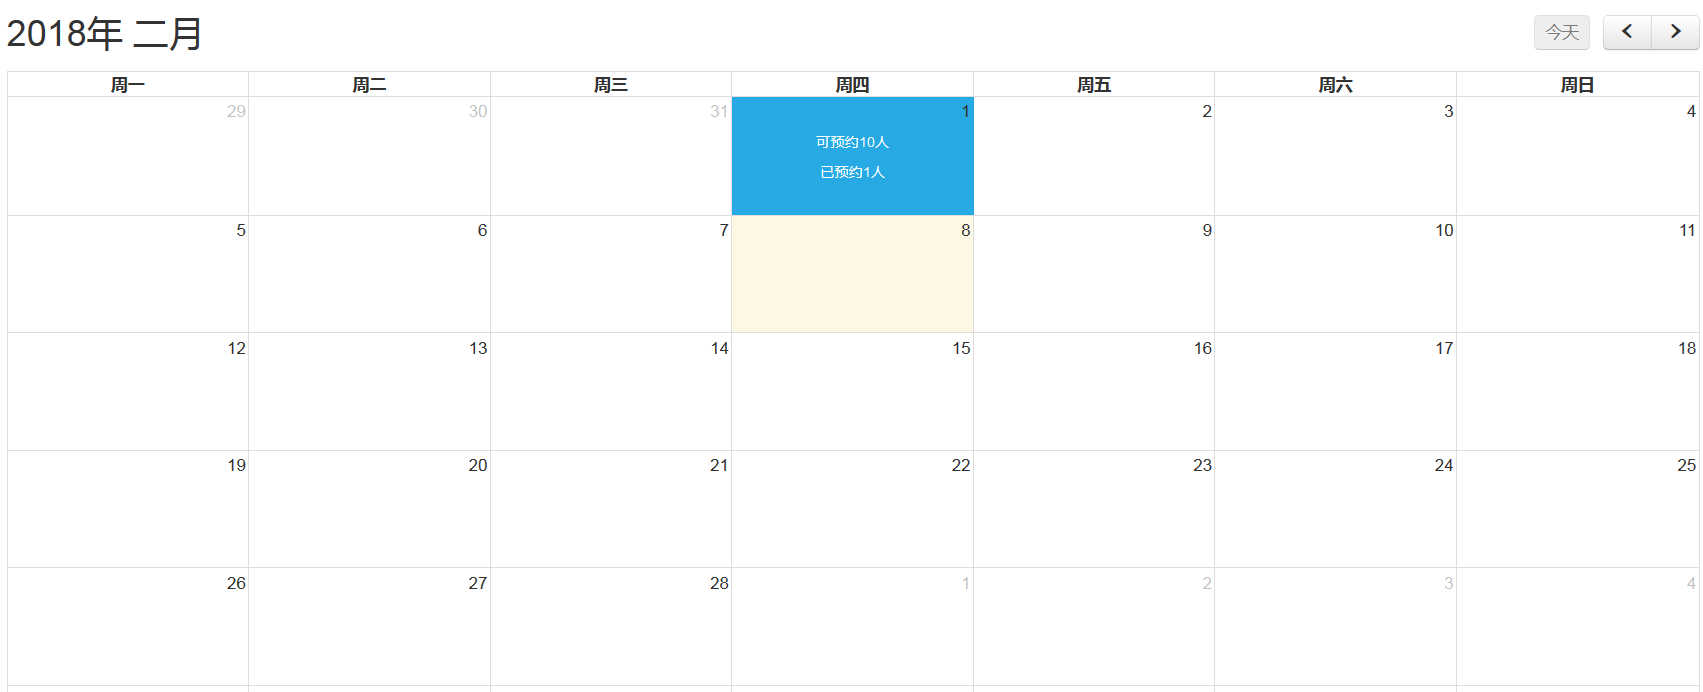 2018年 二月 今天
周一 周二 周三 周四 周五 周六 周日
29 30 31 1 2 3 4
可预约10人
已预约1人
5 6 7 8 9 10 11
12 13 14 15 16 17 18
19 20 21 22 23 24 25
26 27 28 1 2 3 4